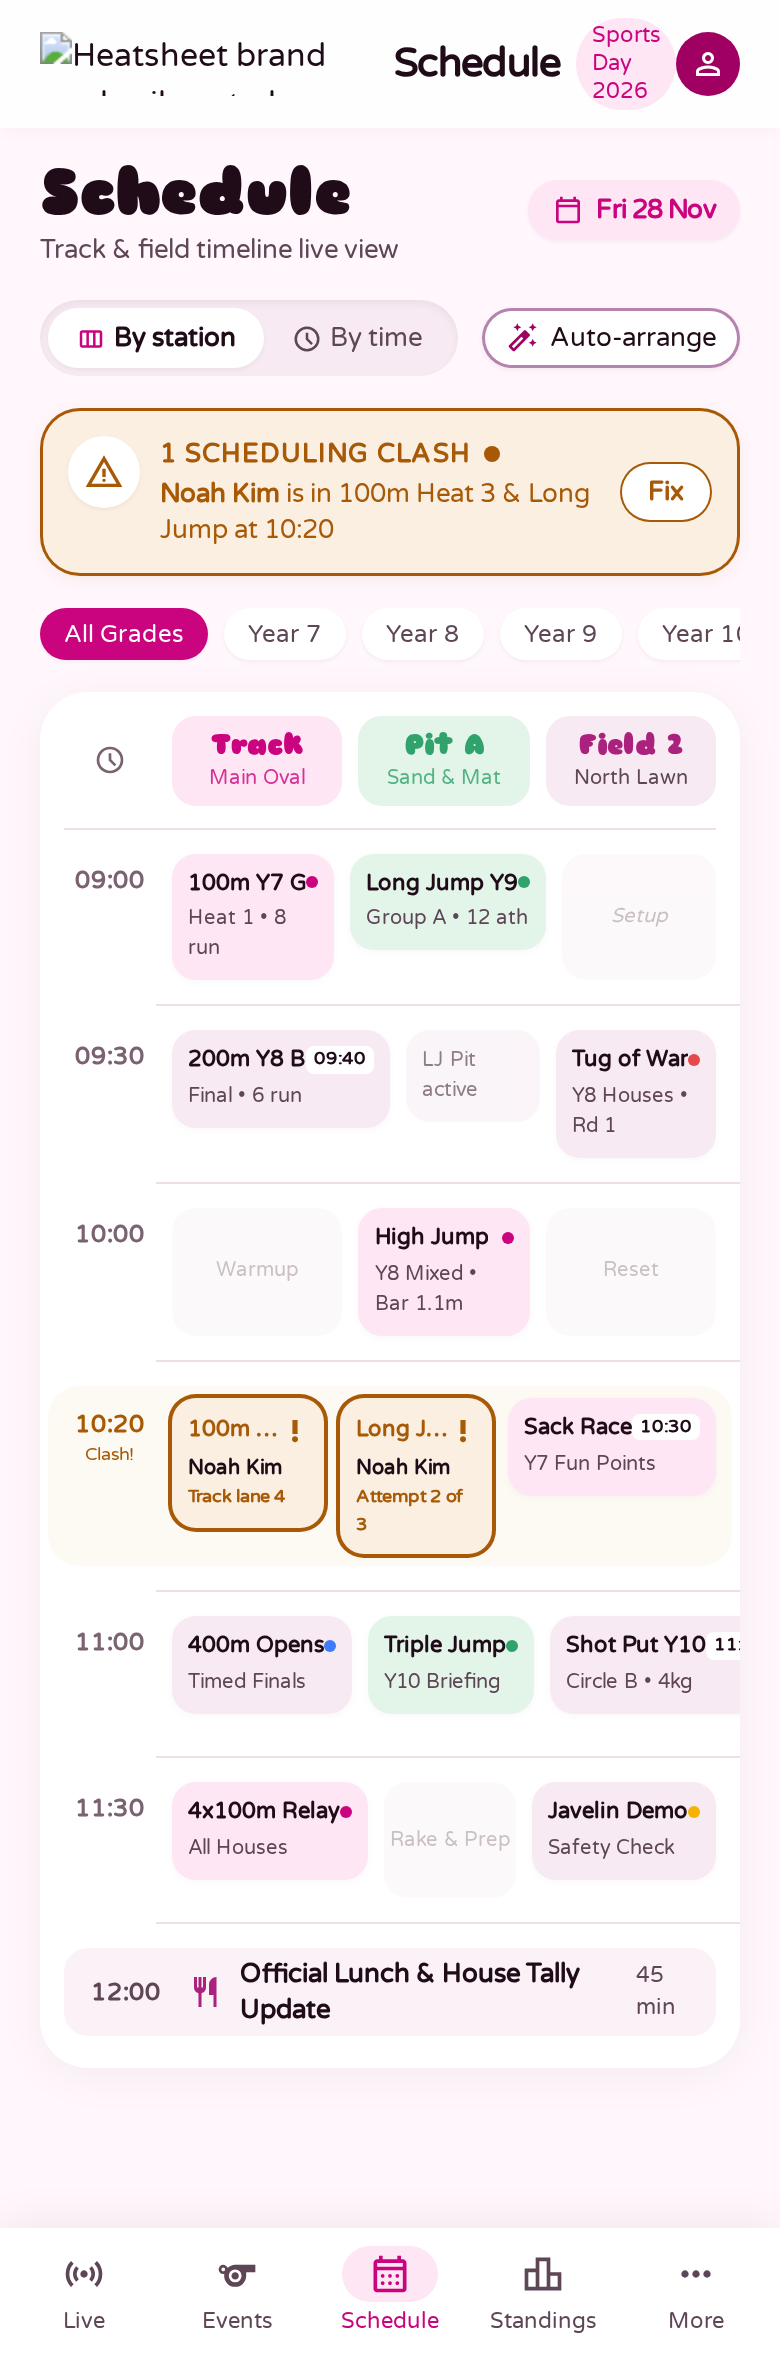 Heatsheet brand
Schedule
Sports
Day
2026
Schedule
Track & field timeline live view
Fri 28 Nov
By station
By time
Auto-arrange
1 SCHEDULING CLASH
Noah Kim is in 100m Heat 3 & Long
Jump at 10:20
Fix
All Grades
Year 7
Year 8
Year 9
Year 10
Track
Main Oval
Pit A
Sand & Mat
Field 2
North Lawn
09:00
100m Y7 G
Heat 1 • 8
run
Long Jump Y9
Group A • 12 ath
Setup
09:30
200m Y8 B
09:40
Final • 6 run
LJ Pit
active
Tug of War
Y8 Houses •
Rd 1
10:00
Warmup
High Jump
Y8 Mixed •
Bar 1.1m
Reset
10:20
Clash!
100m ...
Noah Kim
Track lane 4
Long J...
Noah Kim
Attempt 2 of
3
Sack Race
10:30
Y7 Fun Points
11:00
400m Opens
Timed Finals
Triple Jump
Y10 Briefing
Shot Put Y10
11:
Circle B • 4kg
11:30
4x100m Relay
All Houses
Rake & Prep
Javelin Demo
Safety Check
12:00
Official Lunch & House Tally
Update
45
min
Live
Events
Schedule
Standings
More